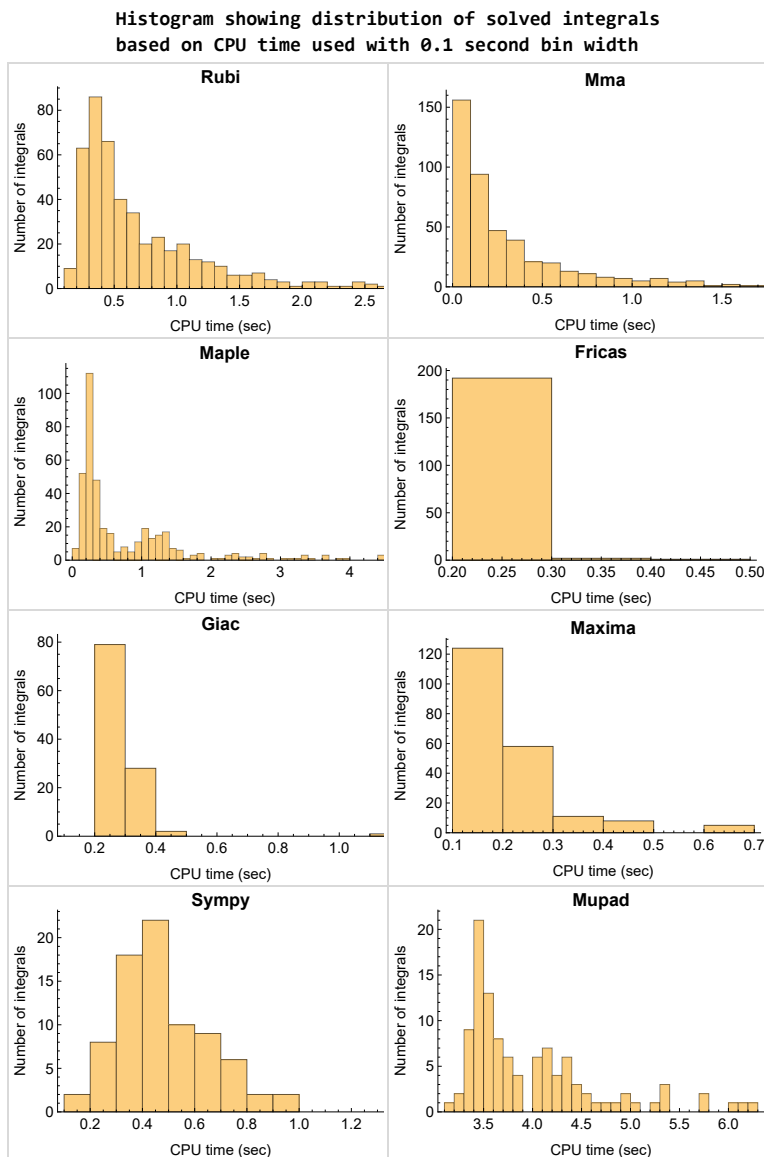 Histogram showing distribution of solved integrals
based on CPU time used with 0.1 second bin width
Rubi
Number of integrals
80
60
40
20
0
0.5 1.0 1.5 2.0 2.5
CPU time (sec)
Mma
Number of integrals
150
100
50
0
0.0 0.5 1.0 1.5
CPU time (sec)
Maple
Number of integrals
100
80
60
40
20
0
0 1 2 3 4
CPU time (sec)
Fricas
Number of integrals
200
150
100
50
0
0.20 0.25 0.30 0.35 0.40 0.45 0.50
CPU time (sec)
Giac
Number of integrals
80
60
40
20
0
0.2 0.4 0.6 0.8 1.0
CPU time (sec)
Maxima
Number of integrals
120
100
80
60
40
20
0
0.1 0.2 0.3 0.4 0.5 0.6 0.7
CPU time (sec)
Sympy
Number of integrals
20
15
10
5
0
0.2 0.4 0.6 0.8 1.0 1.2
CPU time (sec)
Mupad
Number of integrals
20
15
10
5
0
3.5 4.0 4.5 5.0 5.5 6.0
CPU time (sec)